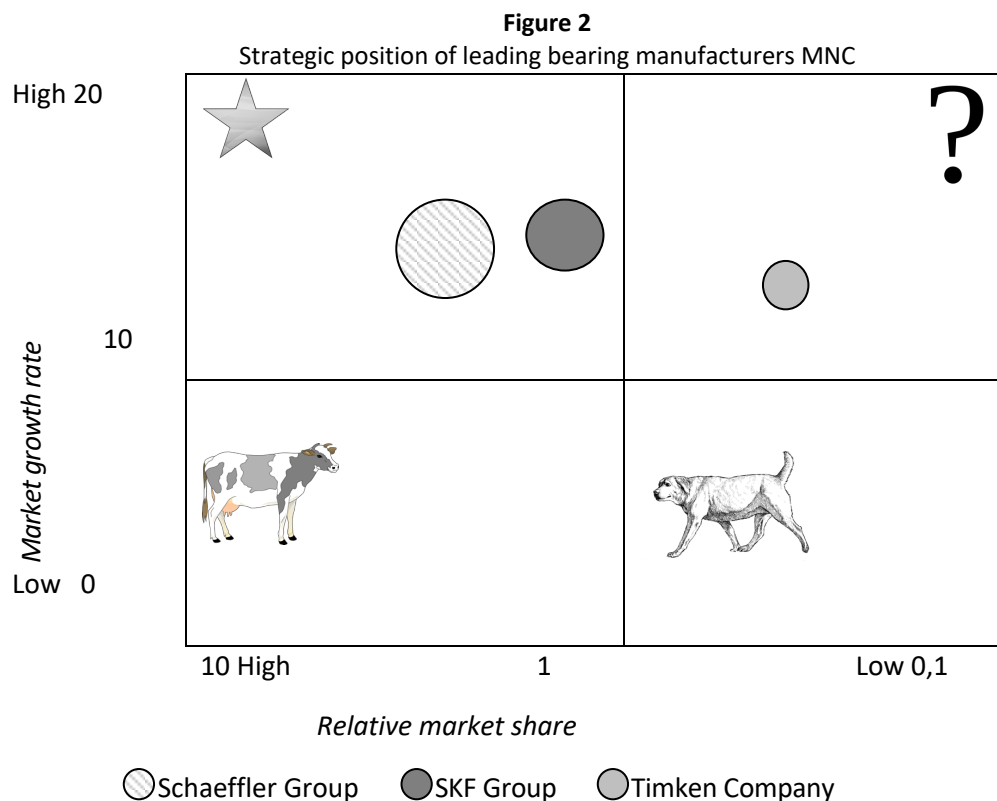 Figure 2
Strategic position of leading bearing manufacturers MNC
High 20
?
10
Market growth rate
Low 0
10 High 1 Low 0,1
Relative market share
Schaeffler Group SKF Group Timken Company